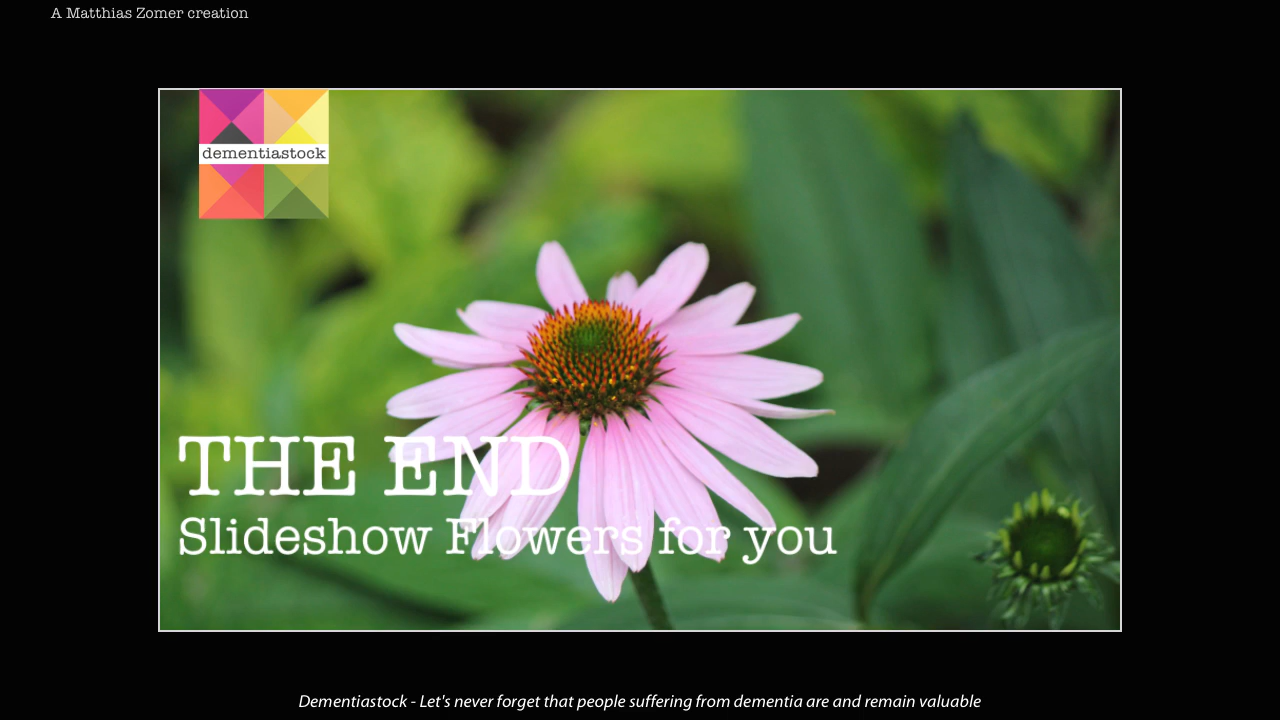 A Matthias Zomer creation
dementiastock
THE END
Slideshow Flowers for you
Dementiastock - Let's never forget that people suffering from dementia are and remain valuable